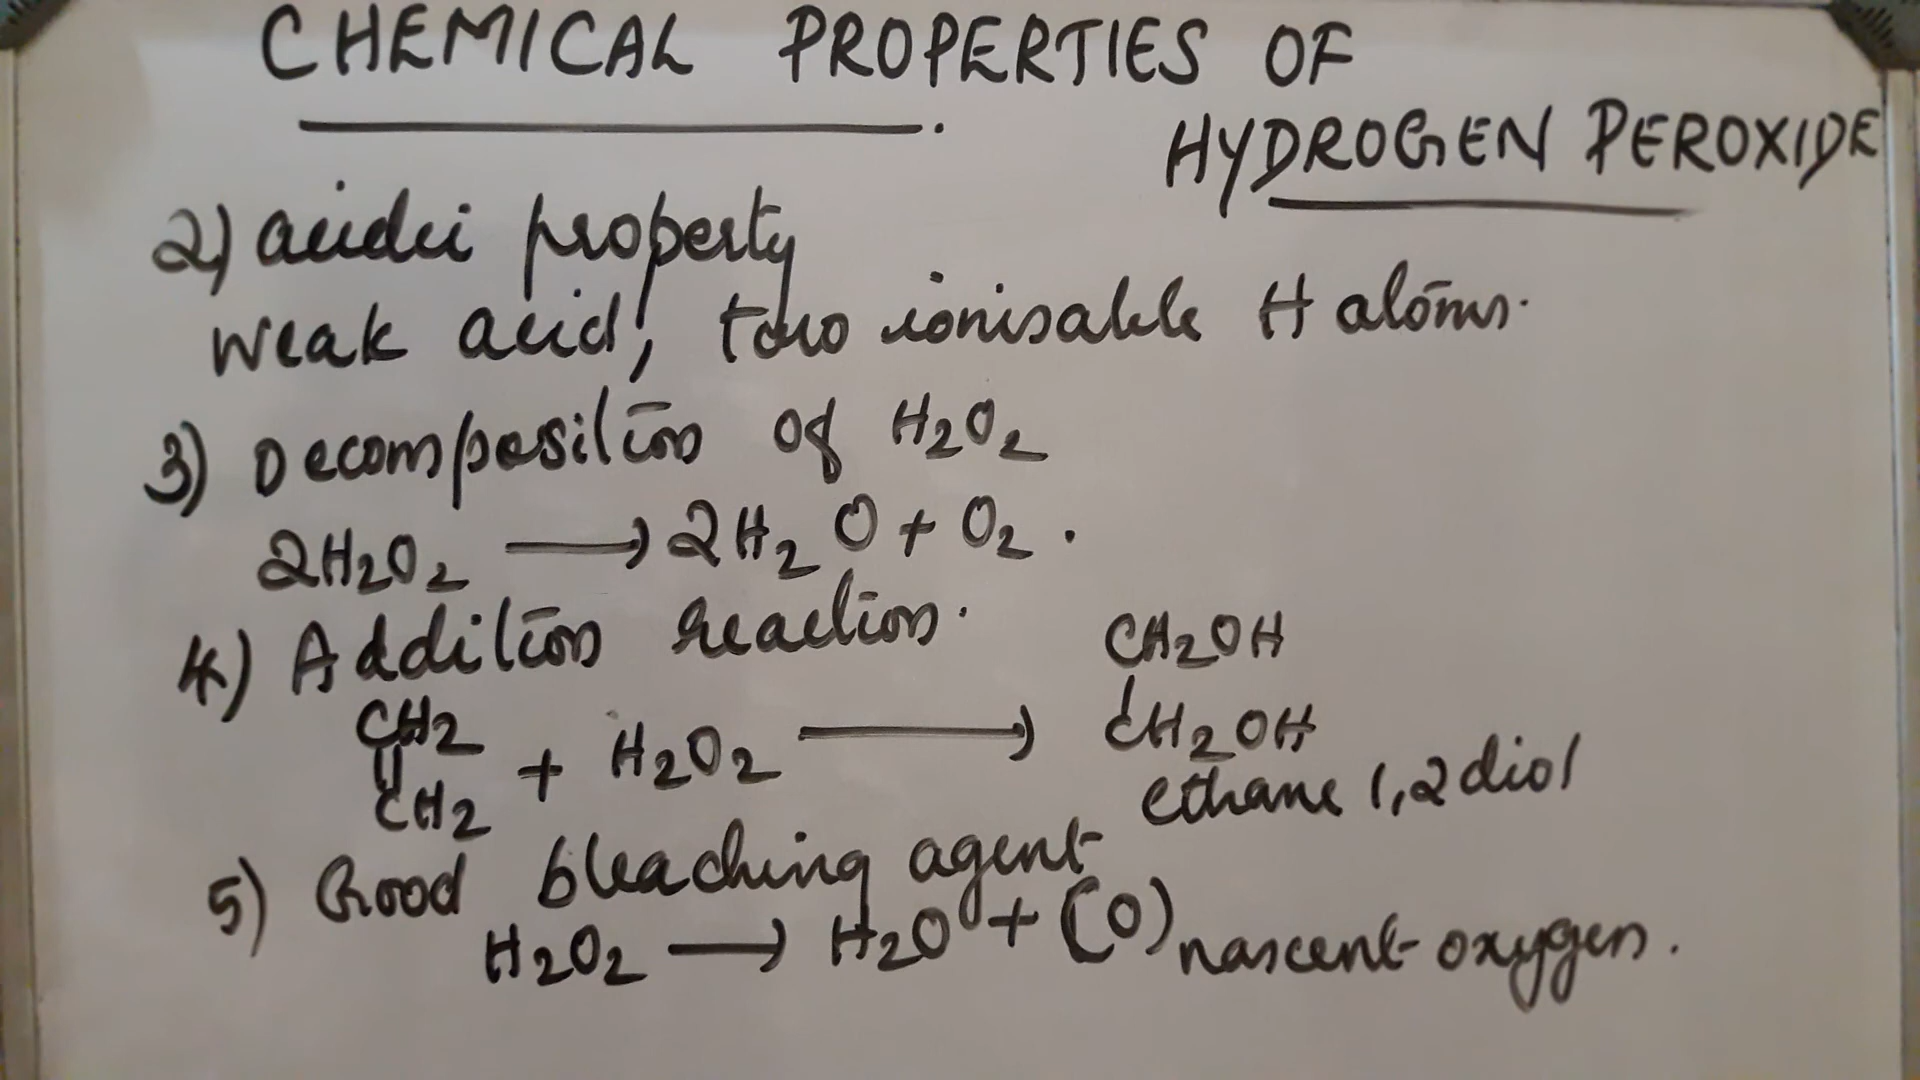 CHEMICAL PROPERTIES OF
HYDROGEN PEROXIDE
2) acidic property
weak acid, two ionisable H atoms.
3) Decomposition of H2O2
2H2O2 → 2H2O + O2.
4) Addition reaction.
CH2
||
CH2 + H2O2 → CH2OH
|
CH2OH
ethane 1,2 diol
5) Good bleaching agent
H2O2 → H2O + (O) nascent oxygen.